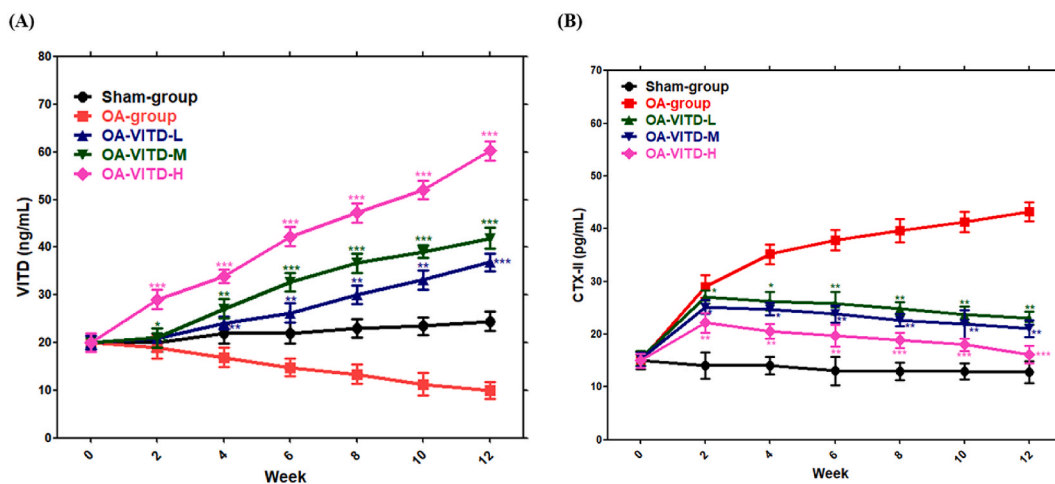 (A)
80
70
60
50
40
30
20
10
0
VITD (ng/mL)
Sham-group
OA-group
OA-VITD-L
OA-VITD-M
OA-VITD-H
*** *** *** *** *** ***
* ** *** *** *** ***
** ** ** ** ***
0 2 4 6 8 10 12
Week
(B)
70
60
50
40
30
20
10
0
CTX-II (pg/mL)
Sham-group
OA-group
OA-VITD-L
OA-VITD-M
OA-VITD-H
* * ** ** ** **
** * ** ** ** **
** ** ** *** *** ***
0 2 4 6 8 10 12
Week